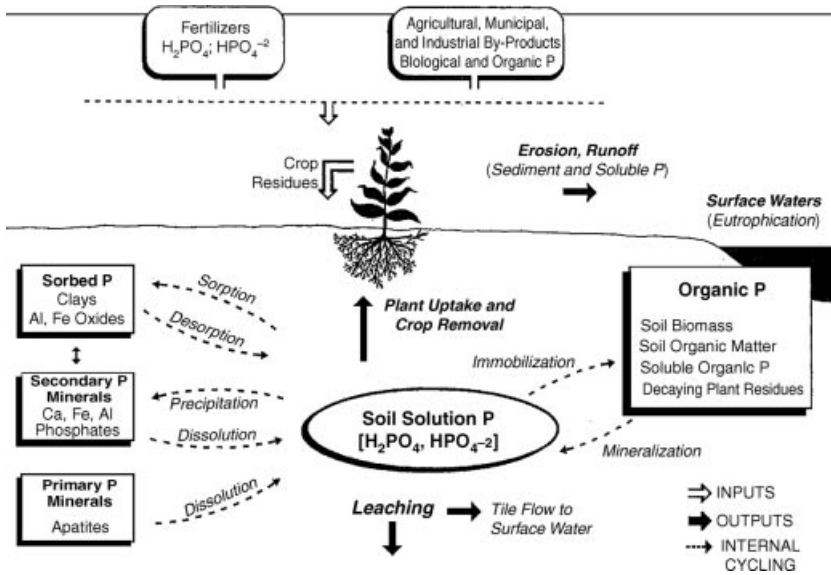 Fertilizers
H₂PO₄; HPO₄⁻²
Agricultural, Municipal,
and Industrial By-Products
Biological and Organic P
Crop
Residues
Erosion, Runoff
(Sediment and Soluble P)
Surface Waters
(Eutrophication)
Sorbed P
Clays
Al, Fe Oxides
Sorption
Desorption
Plant Uptake and
Crop Removal
Organic P
Soil Biomass
Soil Organic Matter
Soluble Organic P
Decaying Plant Residues
Immobilization
Mineralization
Secondary P
Minerals
Ca, Fe, Al
Phosphates
Precipitation
Dissolution
Soil Solution P
[H₂PO₄, HPO₄⁻²]
Primary P
Minerals
Apatites
Dissolution
Leaching
Tile Flow to
Surface Water
INPUTS
OUTPUTS
INTERNAL
CYCLING